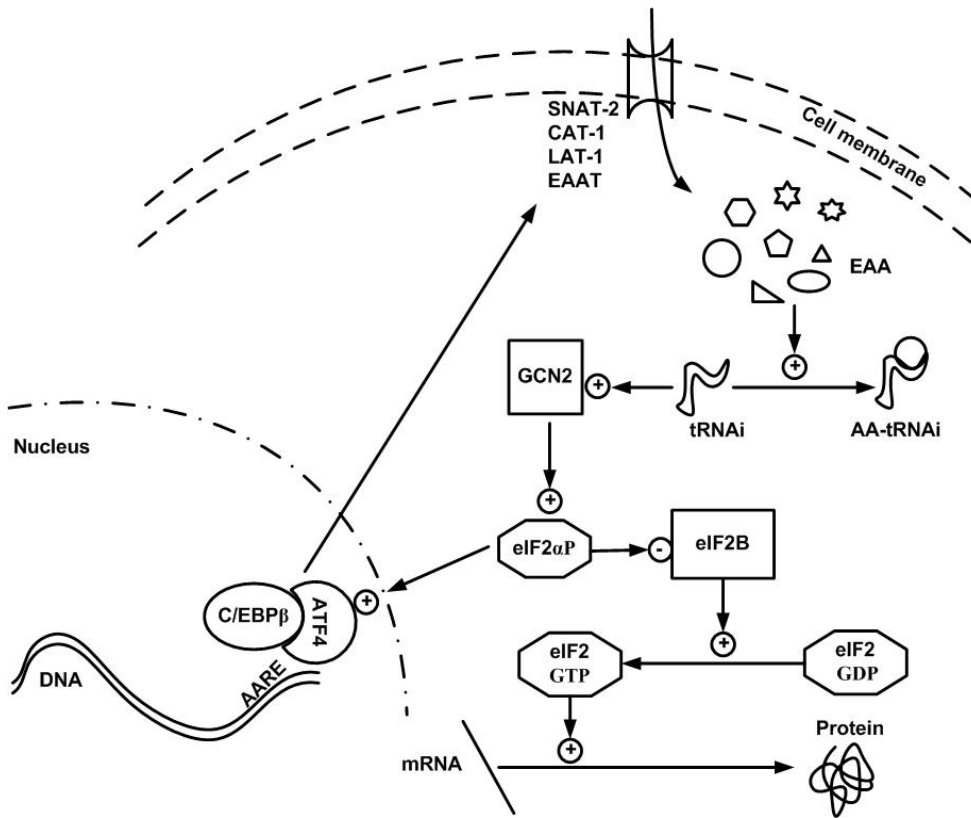 SNAT-2
CAT-1
LAT-1
EAAT
Cell membrane
EAA
+
GCN2
+
tRNAi
AA-tRNAi
Nucleus
+
eIF2αP
-
eIF2B
C/EBPβ
ATF4
+
+
DNA
AARE
eIF2
GTP
eIF2
GDP
+
Protein
mRNA